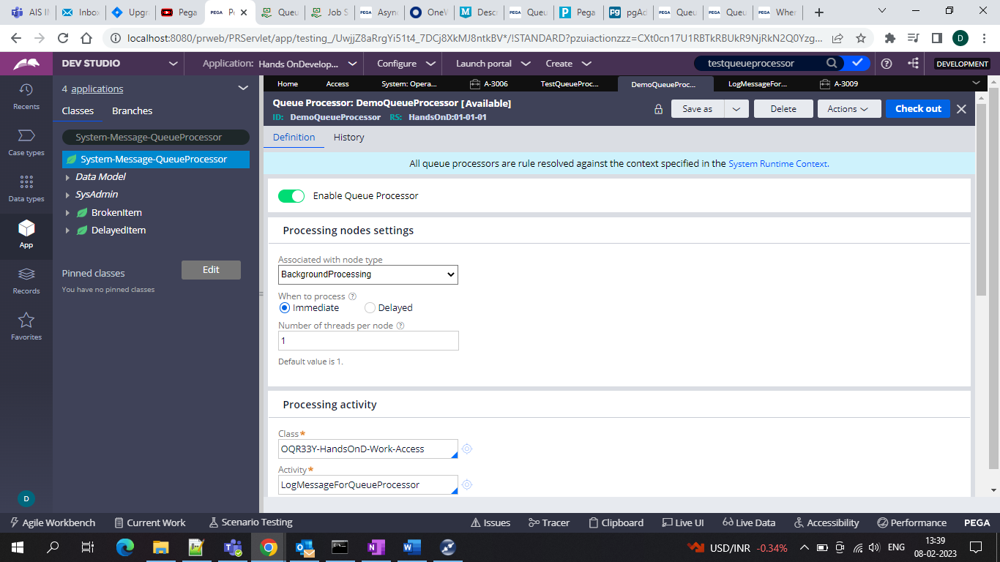 AIS I Inbo Upgr Pega P Queu Job S Asyn OneV Descr Queu Pega pgAd Queu Queu Wher
localhost:8080/prweb/PRServlet/app/testing_/UwjjZ8aRrgYi51t4_7DCj8XkMJ8ntkBV*/!STANDARD?pzuiactionzzz=CXt0cn17U1RBTkRBUkR9NjRkN2Q0Yzg...
DEV STUDIO Application: Hands OnDevelop... Configure Launch portal Create testqueueprocessor DEVELOPMENT
Recents
Case types
Data types
App
Records
Favorites
D
4 applications
Classes Branches
System-Message-QueueProcessor
System-Message-QueueProcessor
Data Model
SysAdmin
BrokenItem
DelayedItem
Pinned classes Edit
You have no pinned classes
Home Access System: Opera... A-3006 TestQueueProc... DemoQueueProc... LogMessageFor... A-3009
Queue Processor: DemoQueueProcessor [Available]
ID: DemoQueueProcessor RS: HandsOnD:01-01-01
Save as Delete Actions Check out
Definition History
All queue processors are rule resolved against the context specified in the System Runtime Context.
Enable Queue Processor
Processing nodes settings
Associated with node type
BackgroundProcessing
When to process
Immediate Delayed
Number of threads per node
1
Default value is 1.
Processing activity
Class*
OQR33Y-HandsOnD-Work-Access
Activity*
LogMessageForQueueProcessor
Agile Workbench Current Work Scenario Testing Issues Tracer Clipboard Live UI Live Data Accessibility Performance PEGA
USD/INR -0.34% ENG 13:39
08-02-2023